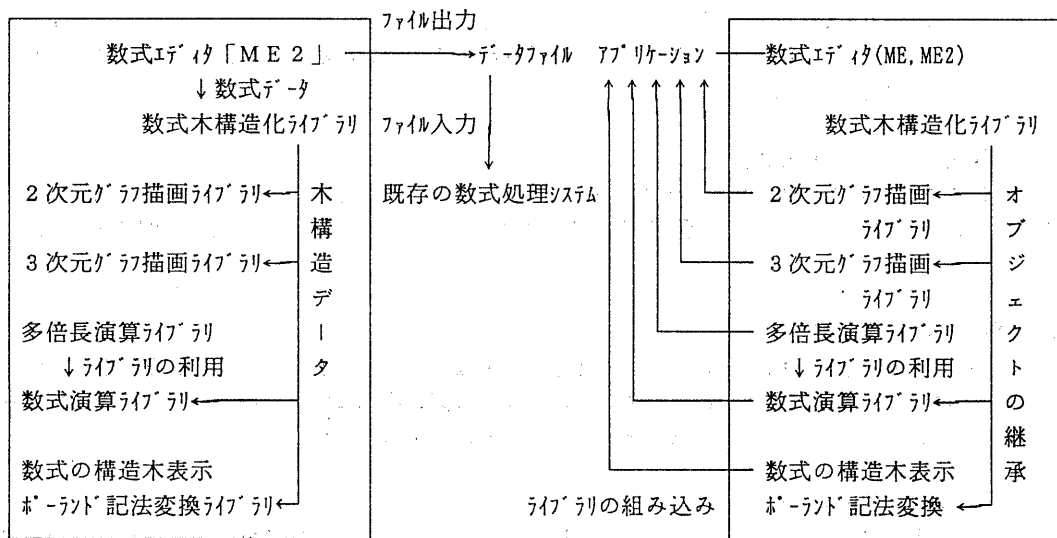 ファイル出力
数式エディタ「ME2」
データファイル
アプリケーション
数式エディタ(ME,ME2)
↓数式データ
数式木構造化ライブラリ
ファイル入力
数式木構造化ライブラリ
2次元グラフ描画ライブラリ
既存の数式処理システム
2次元グラフ描画
ライブラリ
3次元グラフ描画ライブラリ
3次元グラフ描画
ライブラリ
多倍長演算ライブラリ
多倍長演算ライブラリ
↓ライブラリの利用
↓ライブラリの利用
数式演算ライブラリ
数式演算ライブラリ
数式の構造木表示
数式の構造木表示
ポーランド記法変換ライブラリ
ライブラリの組み込み
ポーランド記法変換
木構造データ
オブジェクトの継承